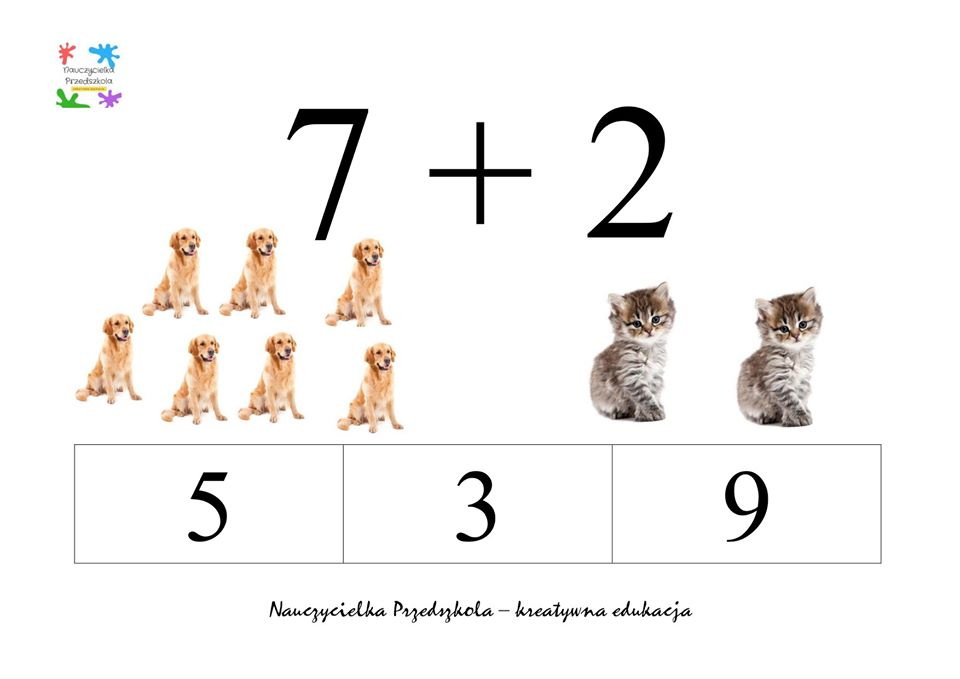 Nauczycielka
Przedszkola
7 + 2
5 3 9
Nauczycielka Przedszkola – kreatywna edukacja